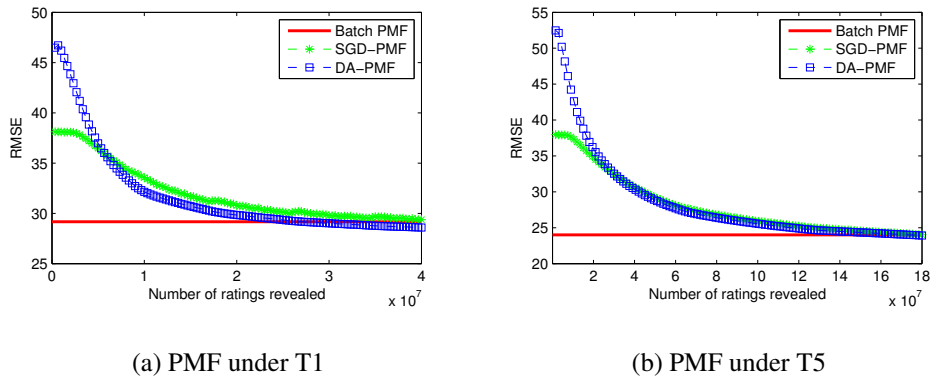 50
45
40
35
30
25
RMSE
Batch PMF
SGD−PMF
DA−PMF
0 1 2 3 4
Number of ratings revealed
x 10^7
(a) PMF under T1
55
50
45
40
35
30
25
20
RMSE
Batch PMF
SGD−PMF
DA−PMF
2 4 6 8 10 12 14 16 18
Number of ratings revealed
x 10^7
(b) PMF under T5